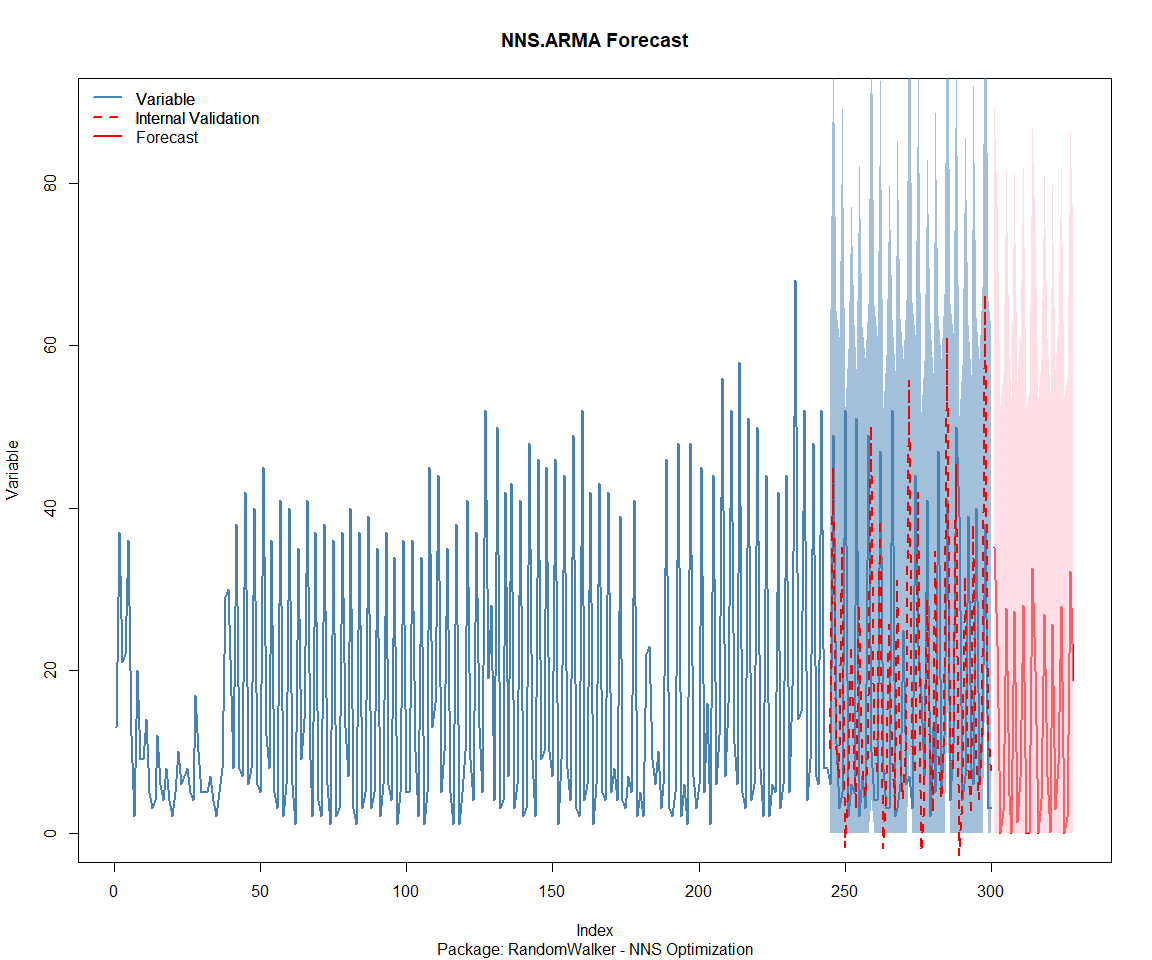 NNS.ARMA Forecast
Variable
Internal Validation
Forecast
Variable
80
60
40
20
0
0 50 100 150 200 250 300
Index
Package: RandomWalker - NNS Optimization